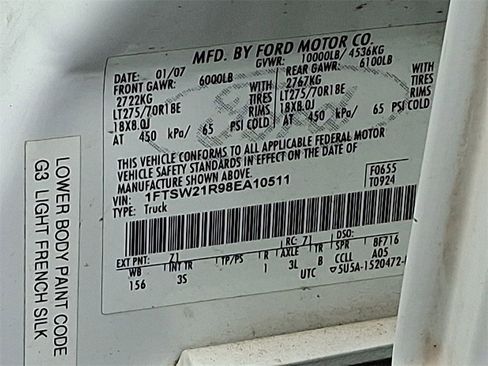 MFD. BY FORD MOTOR CO.
DATE: 01/07 GVWR: 10000LB/ 4536KG
FRONT GAWR: 6000LB REAR GAWR: 6100LB
2722KG WITH 2767KG WITH
LT275/70R18E TIRES LT275/70R18E TIRES
18X8.0J RIMS 18X8.0J RIMS
AT 450 kPa/ 65 PSI COLD AT 450 kPa/ 65 PSI COLD
THIS VEHICLE CONFORMS TO ALL APPLICABLE FEDERAL MOTOR
VEHICLE SAFETY STANDARDS IN EFFECT ON THE DATE OF
MANUFACTURE SHOWN ABOVE.
VIN: 1FTSW21R98EA10511 F0655
TYPE: Truck T0924
EXT PNT: Z1 RC: 71 DSO:
WB INT TR TP/PS R AXLE TR SPR 8F716
156 3S 1 3L B CCLL A05
UTC 5U5A-1520472-
LOWER BODY PAINT CODE
G3 LIGHT FRENCH SILK